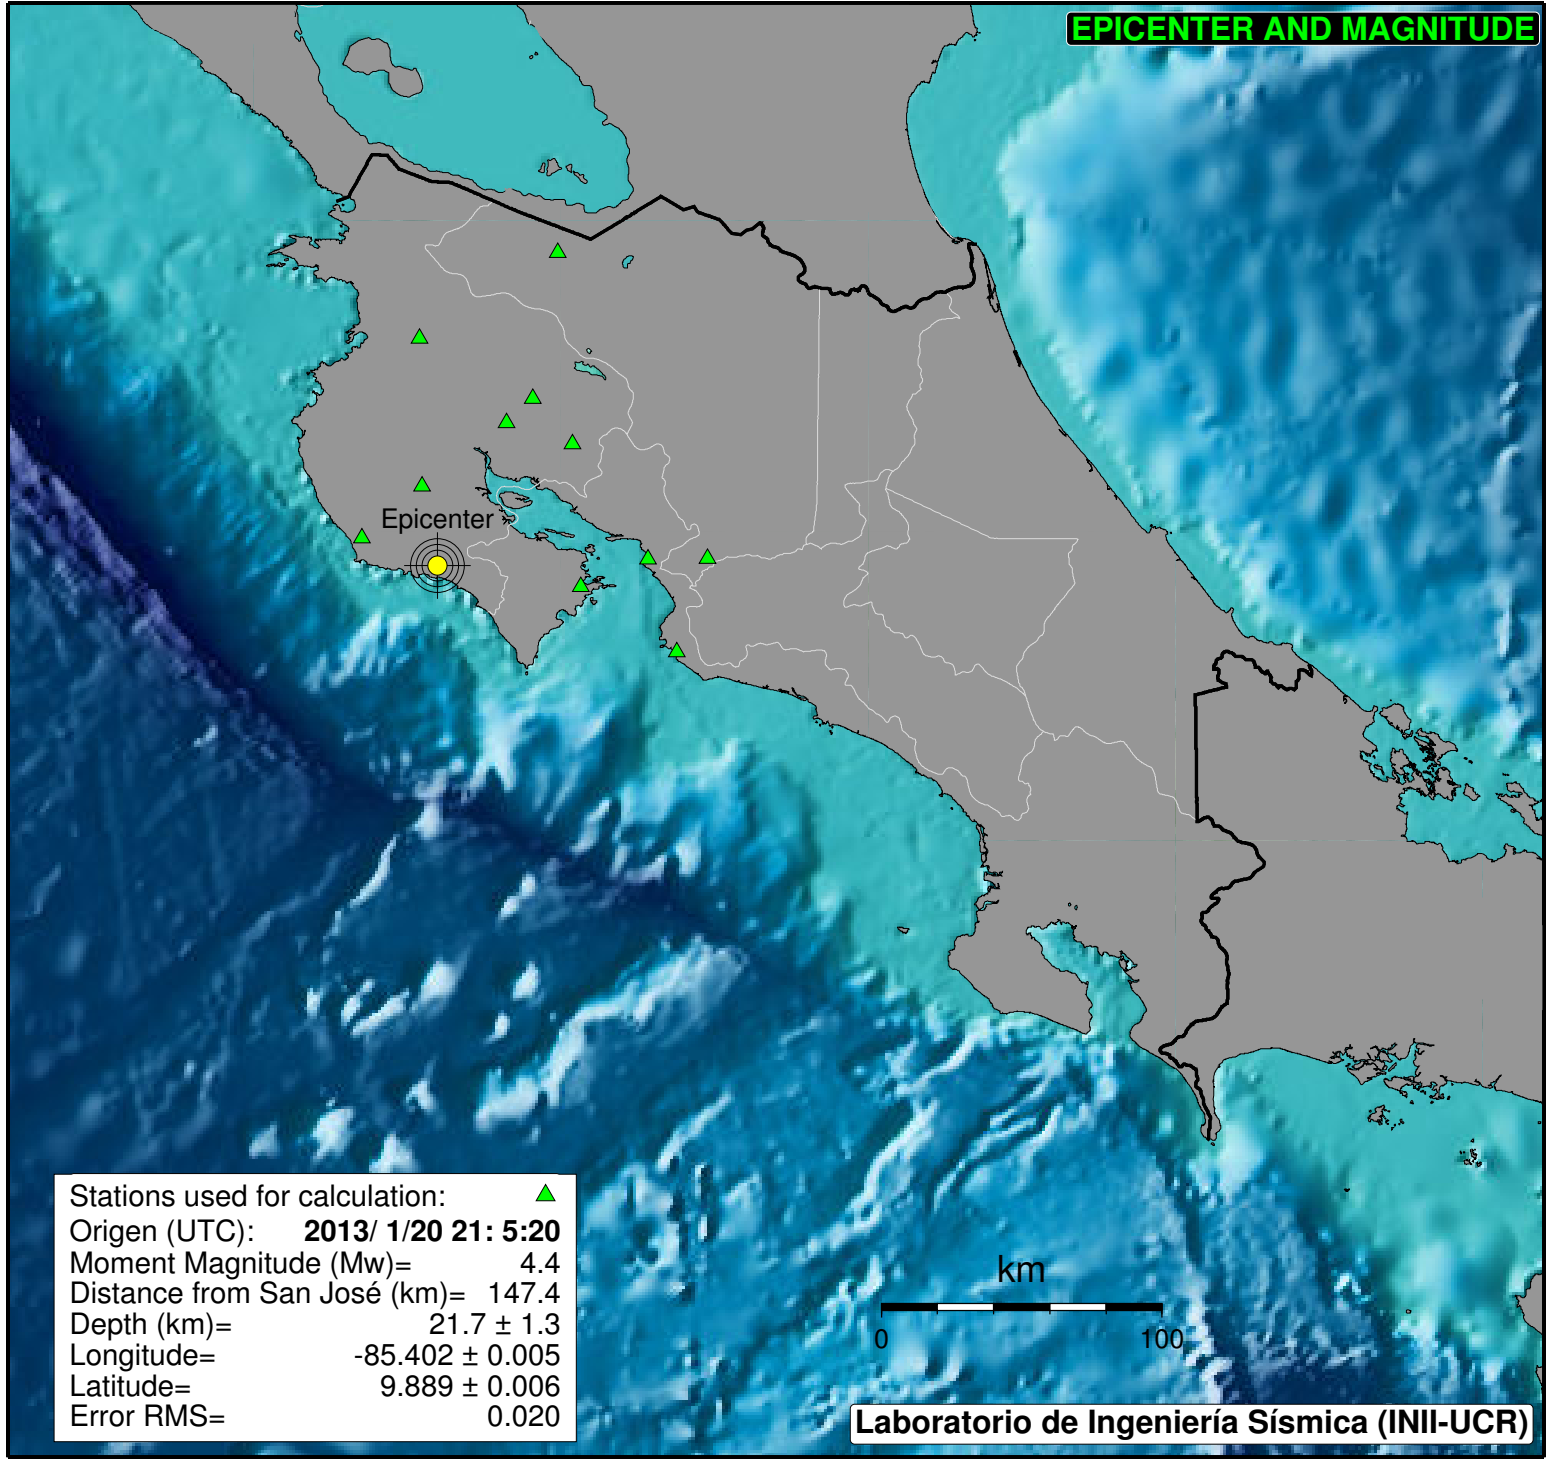 EPICENTER AND MAGNITUDE
Epicenter
Stations used for calculation:
Origen (UTC): 2013/ 1/20 21: 5:20
Moment Magnitude (Mw)= 4.4
Distance from San José (km)= 147.4
Depth (km)= 21.7 ± 1.3
Longitude= -85.402 ± 0.005
Latitude= 9.889 ± 0.006
Error RMS= 0.020
km
0 100
Laboratorio de Ingeniería Sísmica (INII-UCR)